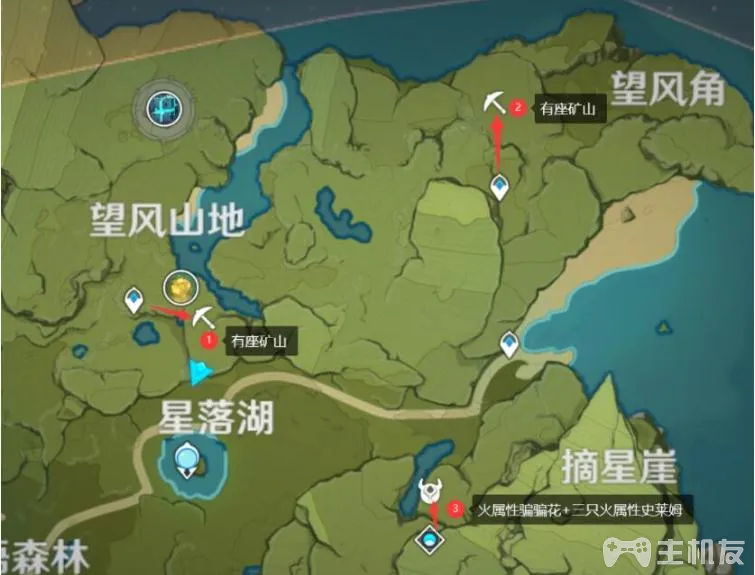 望风角
2
有座矿山
望风山地
1
有座矿山
星落湖
摘星崖
3
火属性骗骗花+三只火属性史莱姆
语森林
主机友